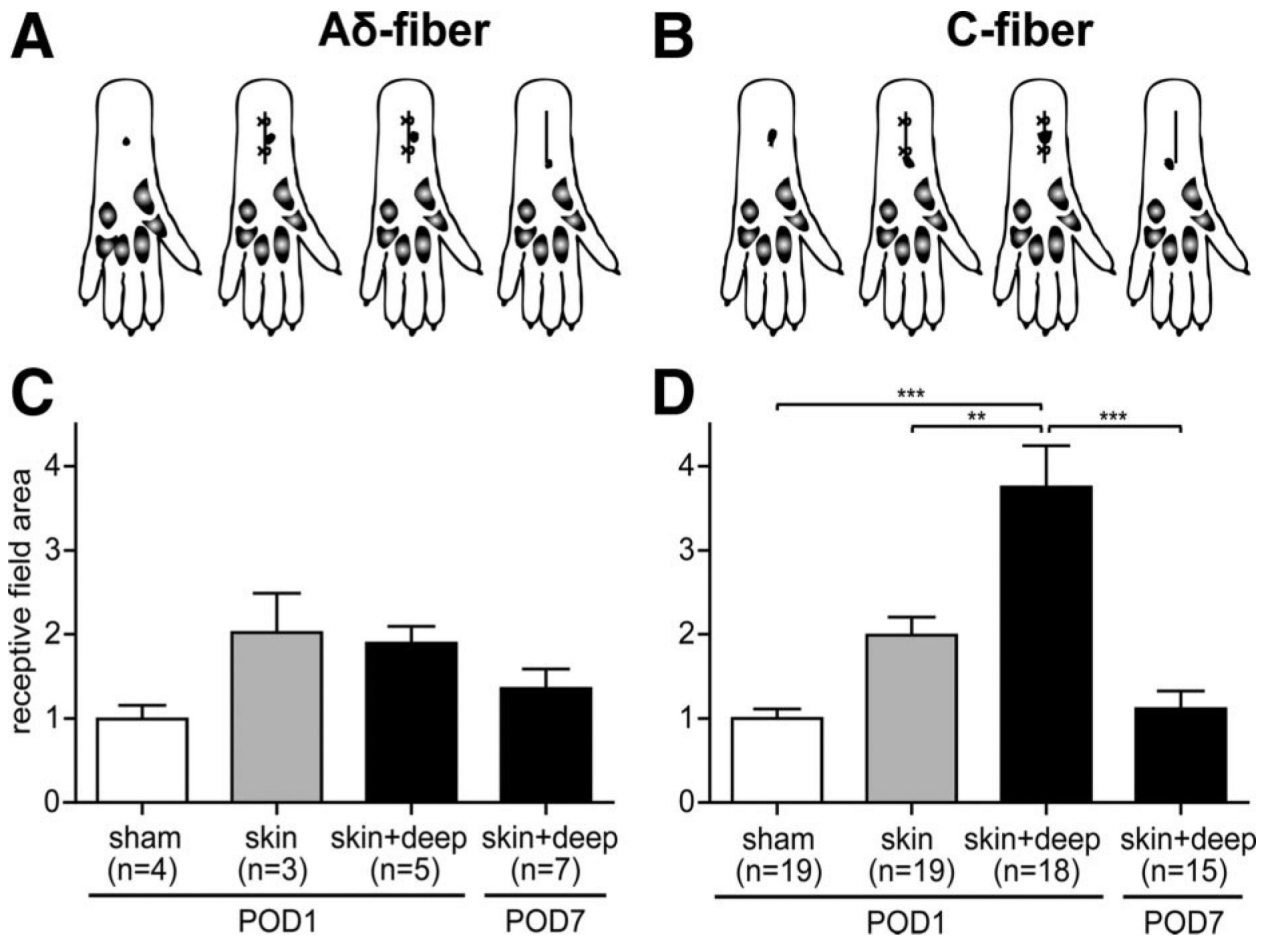 A Aδ-fiber
B C-fiber
C
receptive field area
4
3
2
1
0
sham skin skin+deep skin+deep
(n=4) (n=3) (n=5) (n=7)
POD1 POD7
D
***
** ***
4
3
2
1
0
sham skin skin+deep skin+deep
(n=19) (n=19) (n=18) (n=15)
POD1 POD7